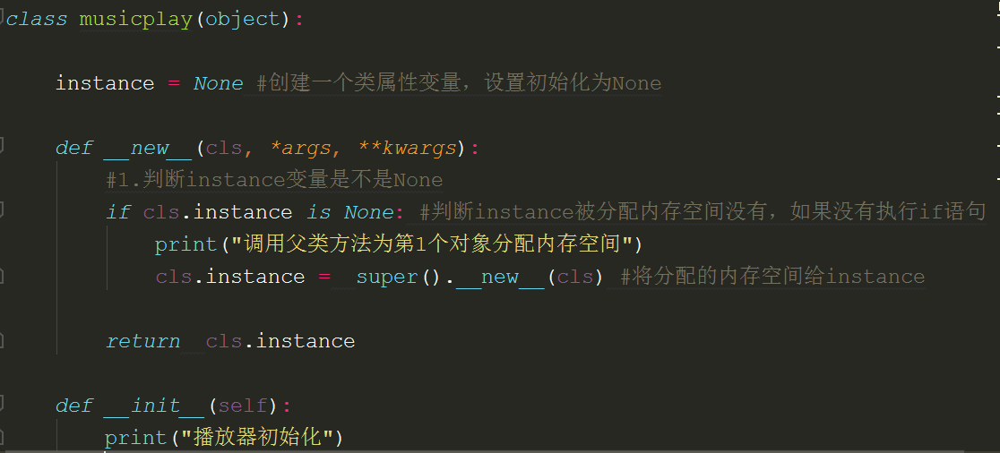 class musicplay(object):
instance = None #创建一个类属性变量，设置初始化为None
def __new__(cls, *args, **kwargs):
#1.判断instance变量是不是None
if cls.instance is None: #判断instance被分配内存空间没有，如果没有执行if语句
print("调用父类方法为第1个对象分配内存空间")
cls.instance = super().__new__(cls) #将分配的内存空间给instance
return cls.instance
def __init__(self):
print("播放器初始化")